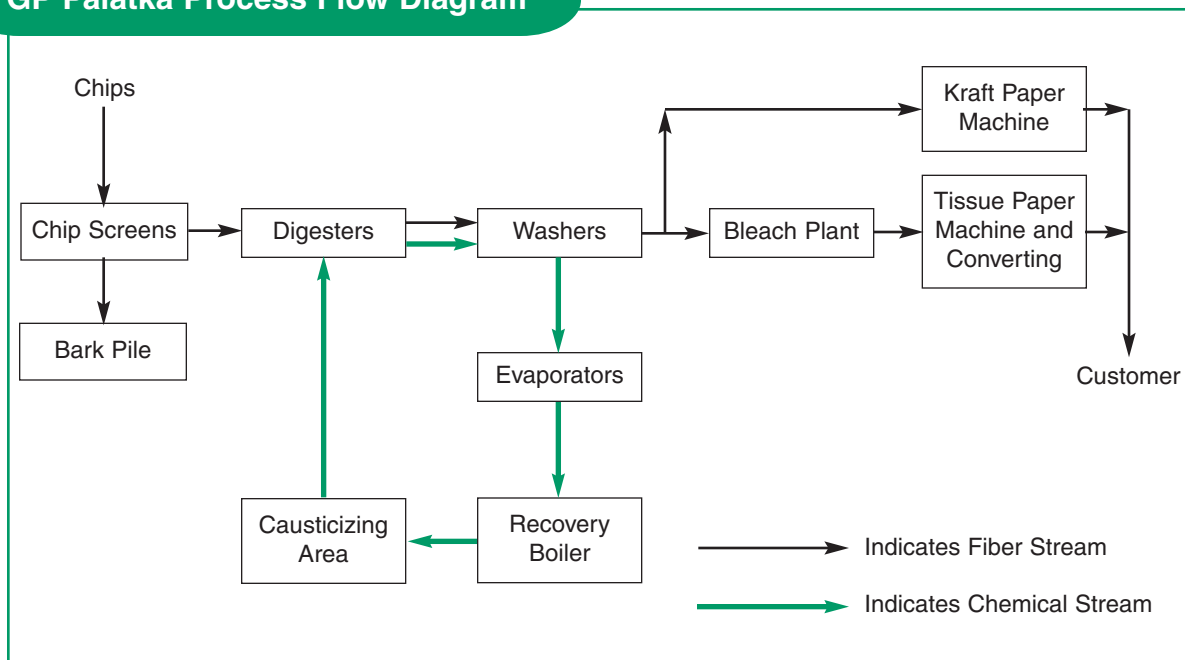 GP Palatka Process Flow Diagram
Chips
Chip Screens
Bark Pile
Digesters
Washers
Bleach Plant
Kraft Paper
Machine
Tissue Paper
Machine and
Converting
Customer
Evaporators
Recovery
Boiler
Causticizing
Area
Indicates Fiber Stream
Indicates Chemical Stream